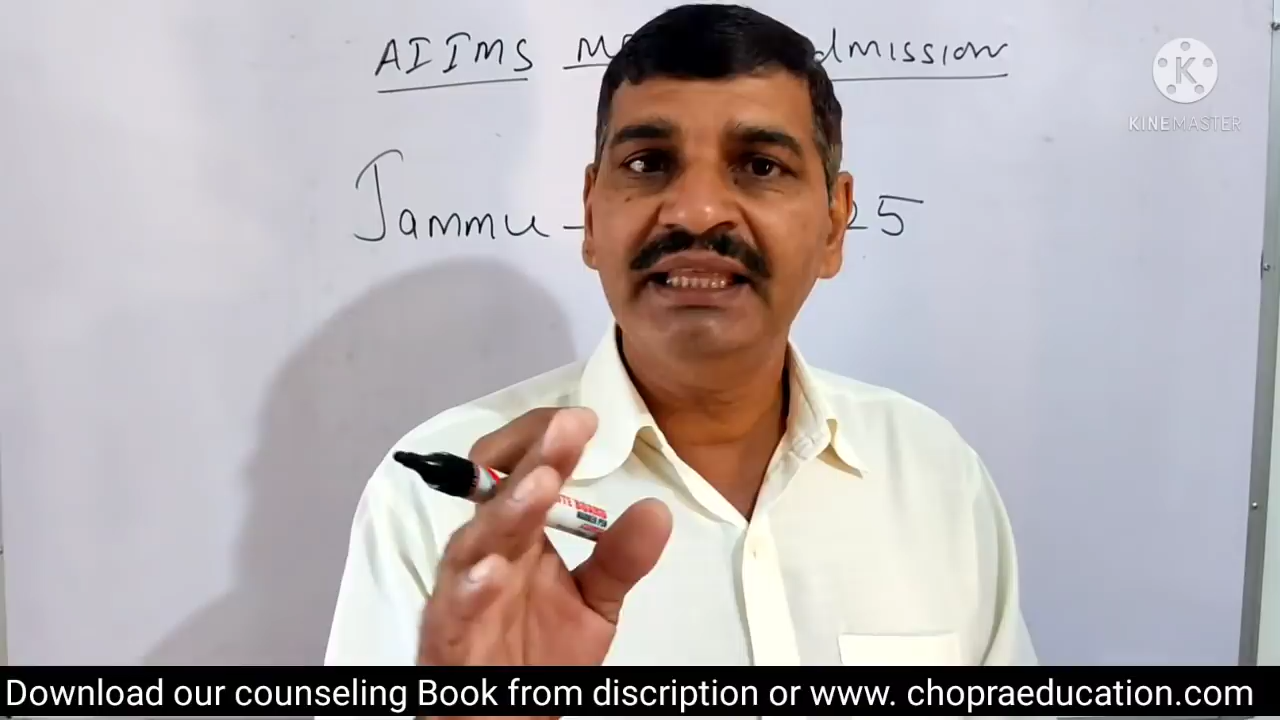 AIIMS dmission
KINEMASTER
Jammu - 25
Download our counseling Book from discription or www. chopraeducation.com